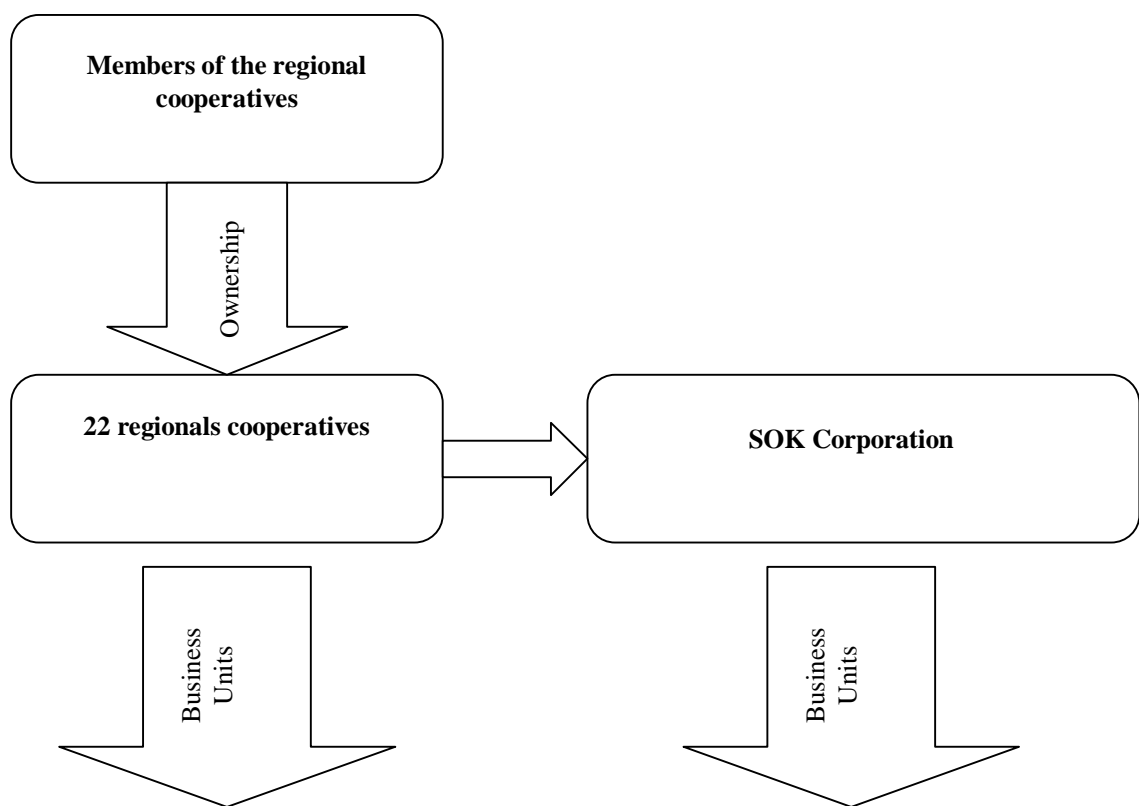 Members of the regional
cooperatives
Ownership
22 regionals cooperatives
SOK Corporation
Business
Units
Business
Units